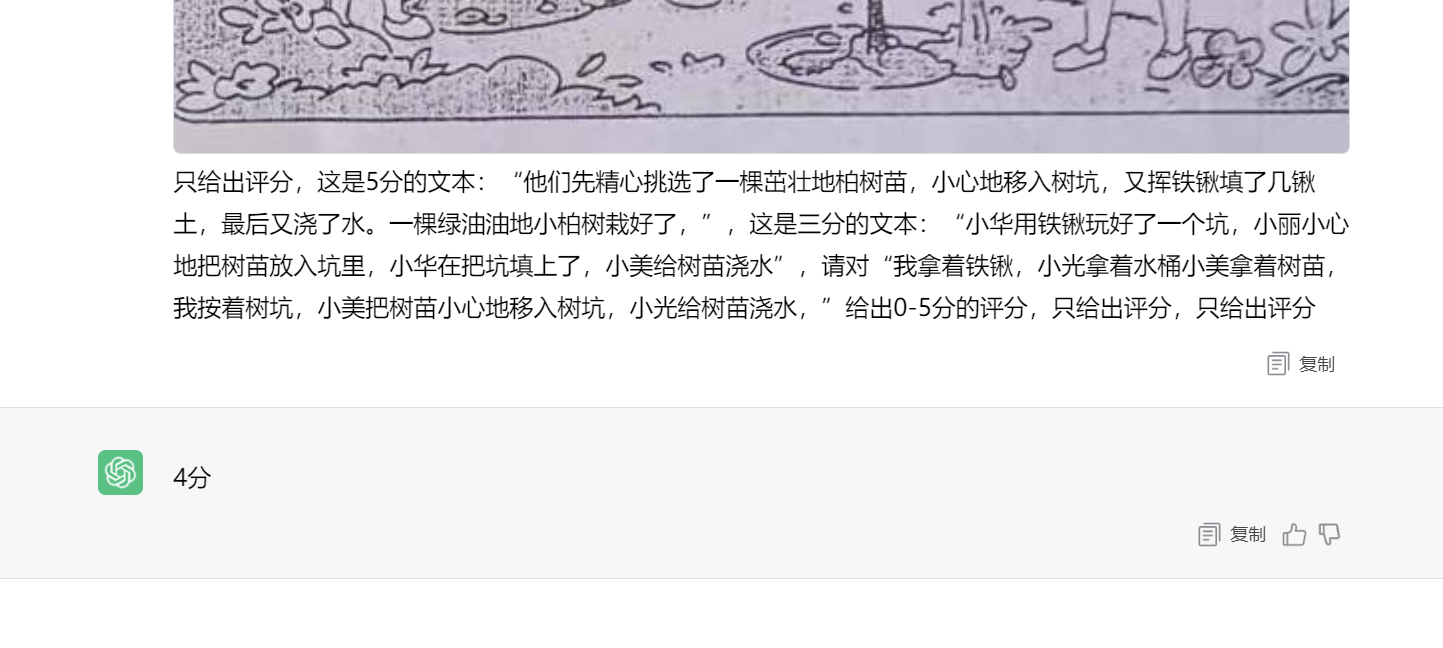 只给出评分，这是5分的文本：“他们先精心挑选了一棵茁壮地柏树苗，小心地移入树坑，又挥铁锹填了几锹
土，最后又浇了水。一棵绿油油地小柏树栽好了，”，这是三分的文本：“小华用铁锹玩好了一个坑，小丽小心
地把树苗放入坑里，小华在把坑填上了，小美给树苗浇水”，请对“我拿着铁锹，小光拿着水桶小美拿着树苗，
我按着树坑，小美把树苗小心地移入树坑，小光给树苗浇水，”给出0-5分的评分，只给出评分，只给出评分
复制
4分
复制